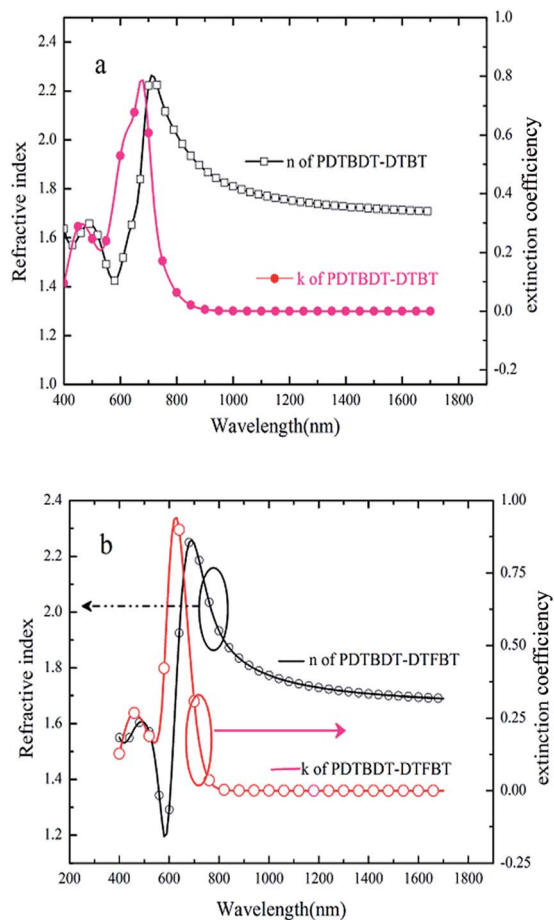 a
2.4
2.2
2.0
1.8
1.6
1.4
1.2
1.0
Refractive index
1.0
0.8
0.6
0.4
0.2
0.0
-0.2
extinction coefficiency
n of PDTBDT-DTBT
k of PDTBDT-DTBT
400 600 800 1000 1200 1400 1600 1800
Wavelength(nm)
b
2.4
2.2
2.0
1.8
1.6
1.4
1.2
Refractive index
1.00
0.75
0.50
0.25
0.00
-0.25
extinction coefficiency
n of PDTBDT-DTFBT
k of PDTBDT-DTFBT
200 400 600 800 1000 1200 1400 1600 1800
Wavelength(nm)